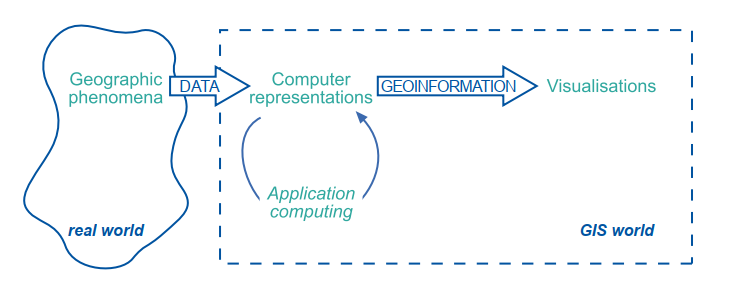 Geographic
phenomena
DATA
Computer
representations
GEOINFORMATION
Visualisations
Application
computing
real world
GIS world